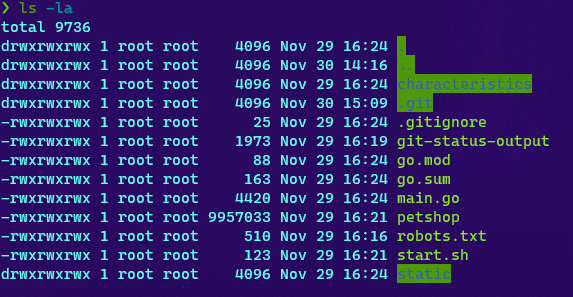 ❯ ls -la
total 9736
drwxrwxrwx 1 root root    4096 Nov 29 16:24 .
drwxrwxrwx 1 root root    4096 Nov 30 14:16 ..
drwxrwxrwx 1 root root    4096 Nov 29 16:24 characteristics
drwxrwxrwx 1 root root    4096 Nov 30 15:09 .git
-rwxrwxrwx 1 root root      25 Nov 29 16:24 .gitignore
-rwxrwxrwx 1 root root    1973 Nov 29 16:19 git-status-output
-rwxrwxrwx 1 root root      88 Nov 29 16:24 go.mod
-rwxrwxrwx 1 root root     163 Nov 29 16:24 go.sum
-rwxrwxrwx 1 root root    4420 Nov 29 16:24 main.go
-rwxrwxrwx 1 root root 9957033 Nov 29 16:21 petshop
-rwxrwxrwx 1 root root     510 Nov 29 16:16 robots.txt
-rwxrwxrwx 1 root root     123 Nov 29 16:21 start.sh
drwxrwxrwx 1 root root    4096 Nov 29 16:24 static